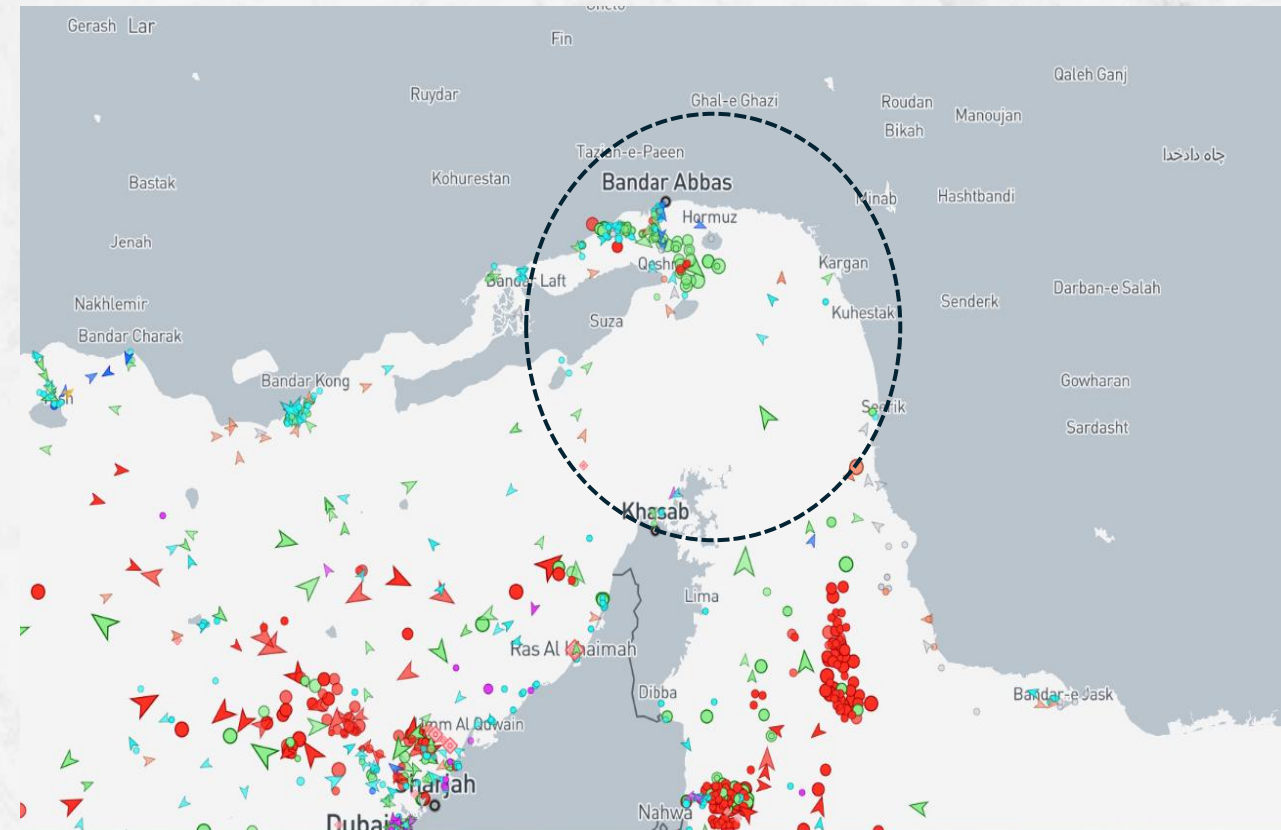 Gerash
Lar
Fin
Ruydar
Ghal-e Ghazi
Qaleh Ganj
Roudan
Manoujan
Bikah
Tazian-e-Paeen
چاه دادخدا
Bastak
Kohurestan
Bandar Abbas
Minab
Hashtbandi
Hormuz
Jenah
Kargan
Bandar Laft
Darban-e Salah
Nakhlemir
Senderk
Suza
Kuhestak
Bandar Charak
Bandar Kong
Gowharan
Sardasht
Khasab
Lima
Ras Al Khaimah
Dibba
Bandar-e Jask
Umm Al Quwain
Sharjah
Nahwa
Dubai